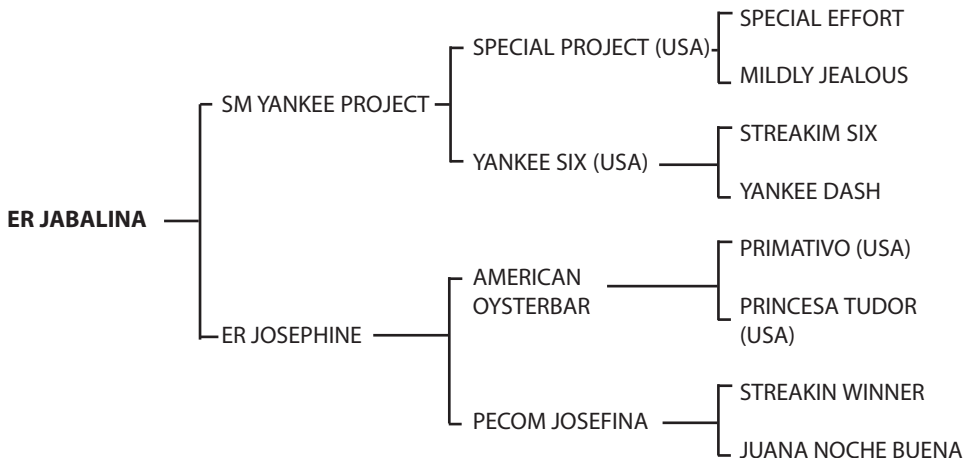 SPECIAL EFFORT
SPECIAL PROJECT (USA)
MILDLY JEALOUS
SM YANKEE PROJECT
STREAKIM SIX
YANKEE SIX (USA)
YANKEE DASH
ER JABALINA
PRIMATIVO (USA)
AMERICAN
OYSTERBAR
PRINCESA TUDOR
(USA)
ER JOSEPHINE
STREAKIN WINNER
PECOM JOSEFINA
JUANA NOCHE BUENA